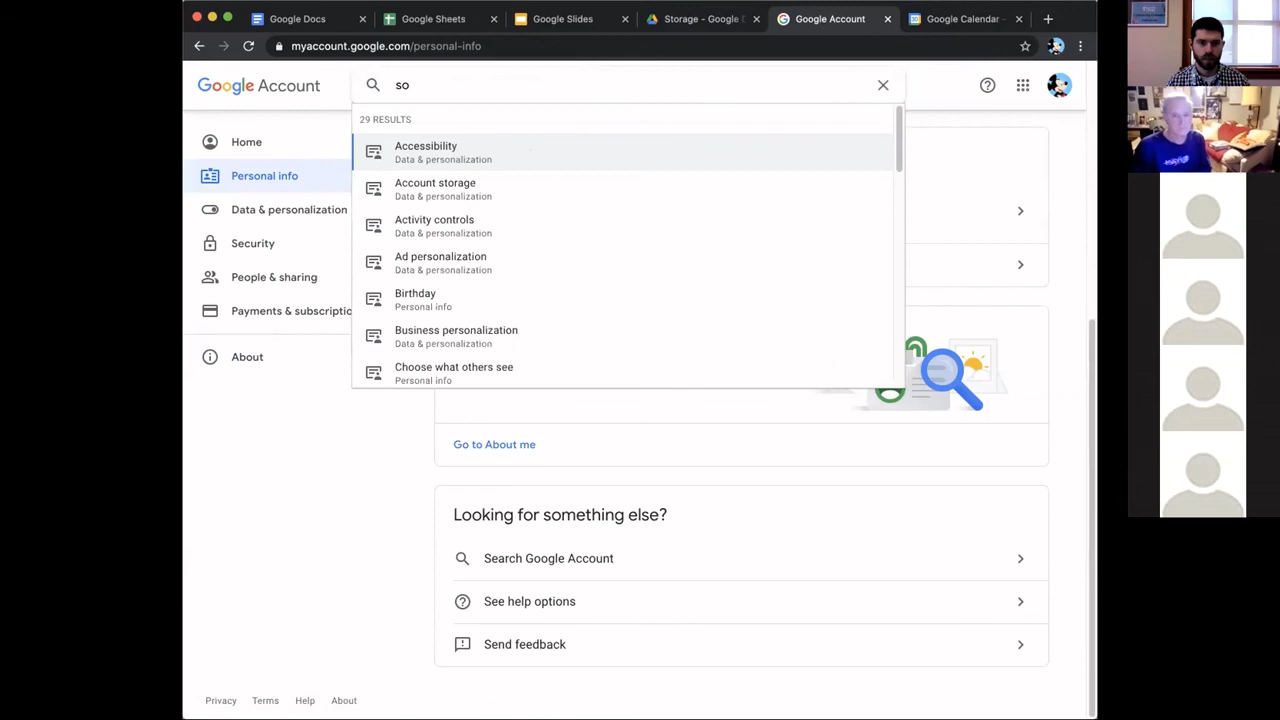 Google Docs
Google Sheets
Google Slides
Storage - Google D
Google Account
Google Calendar -
myaccount.google.com/personal-info
Google Account
so
29 RESULTS
Accessibility
Data & personalization
Account storage
Data & personalization
Activity controls
Data & personalization
Ad personalization
Data & personalization
Birthday
Personal info
Business personalization
Data & personalization
Choose what others see
Personal info
Home
Personal info
Data & personalization
Security
People & sharing
Payments & subscriptio
About
Go to About me
Looking for something else?
Search Google Account
See help options
Send feedback
Privacy
Terms
Help
About